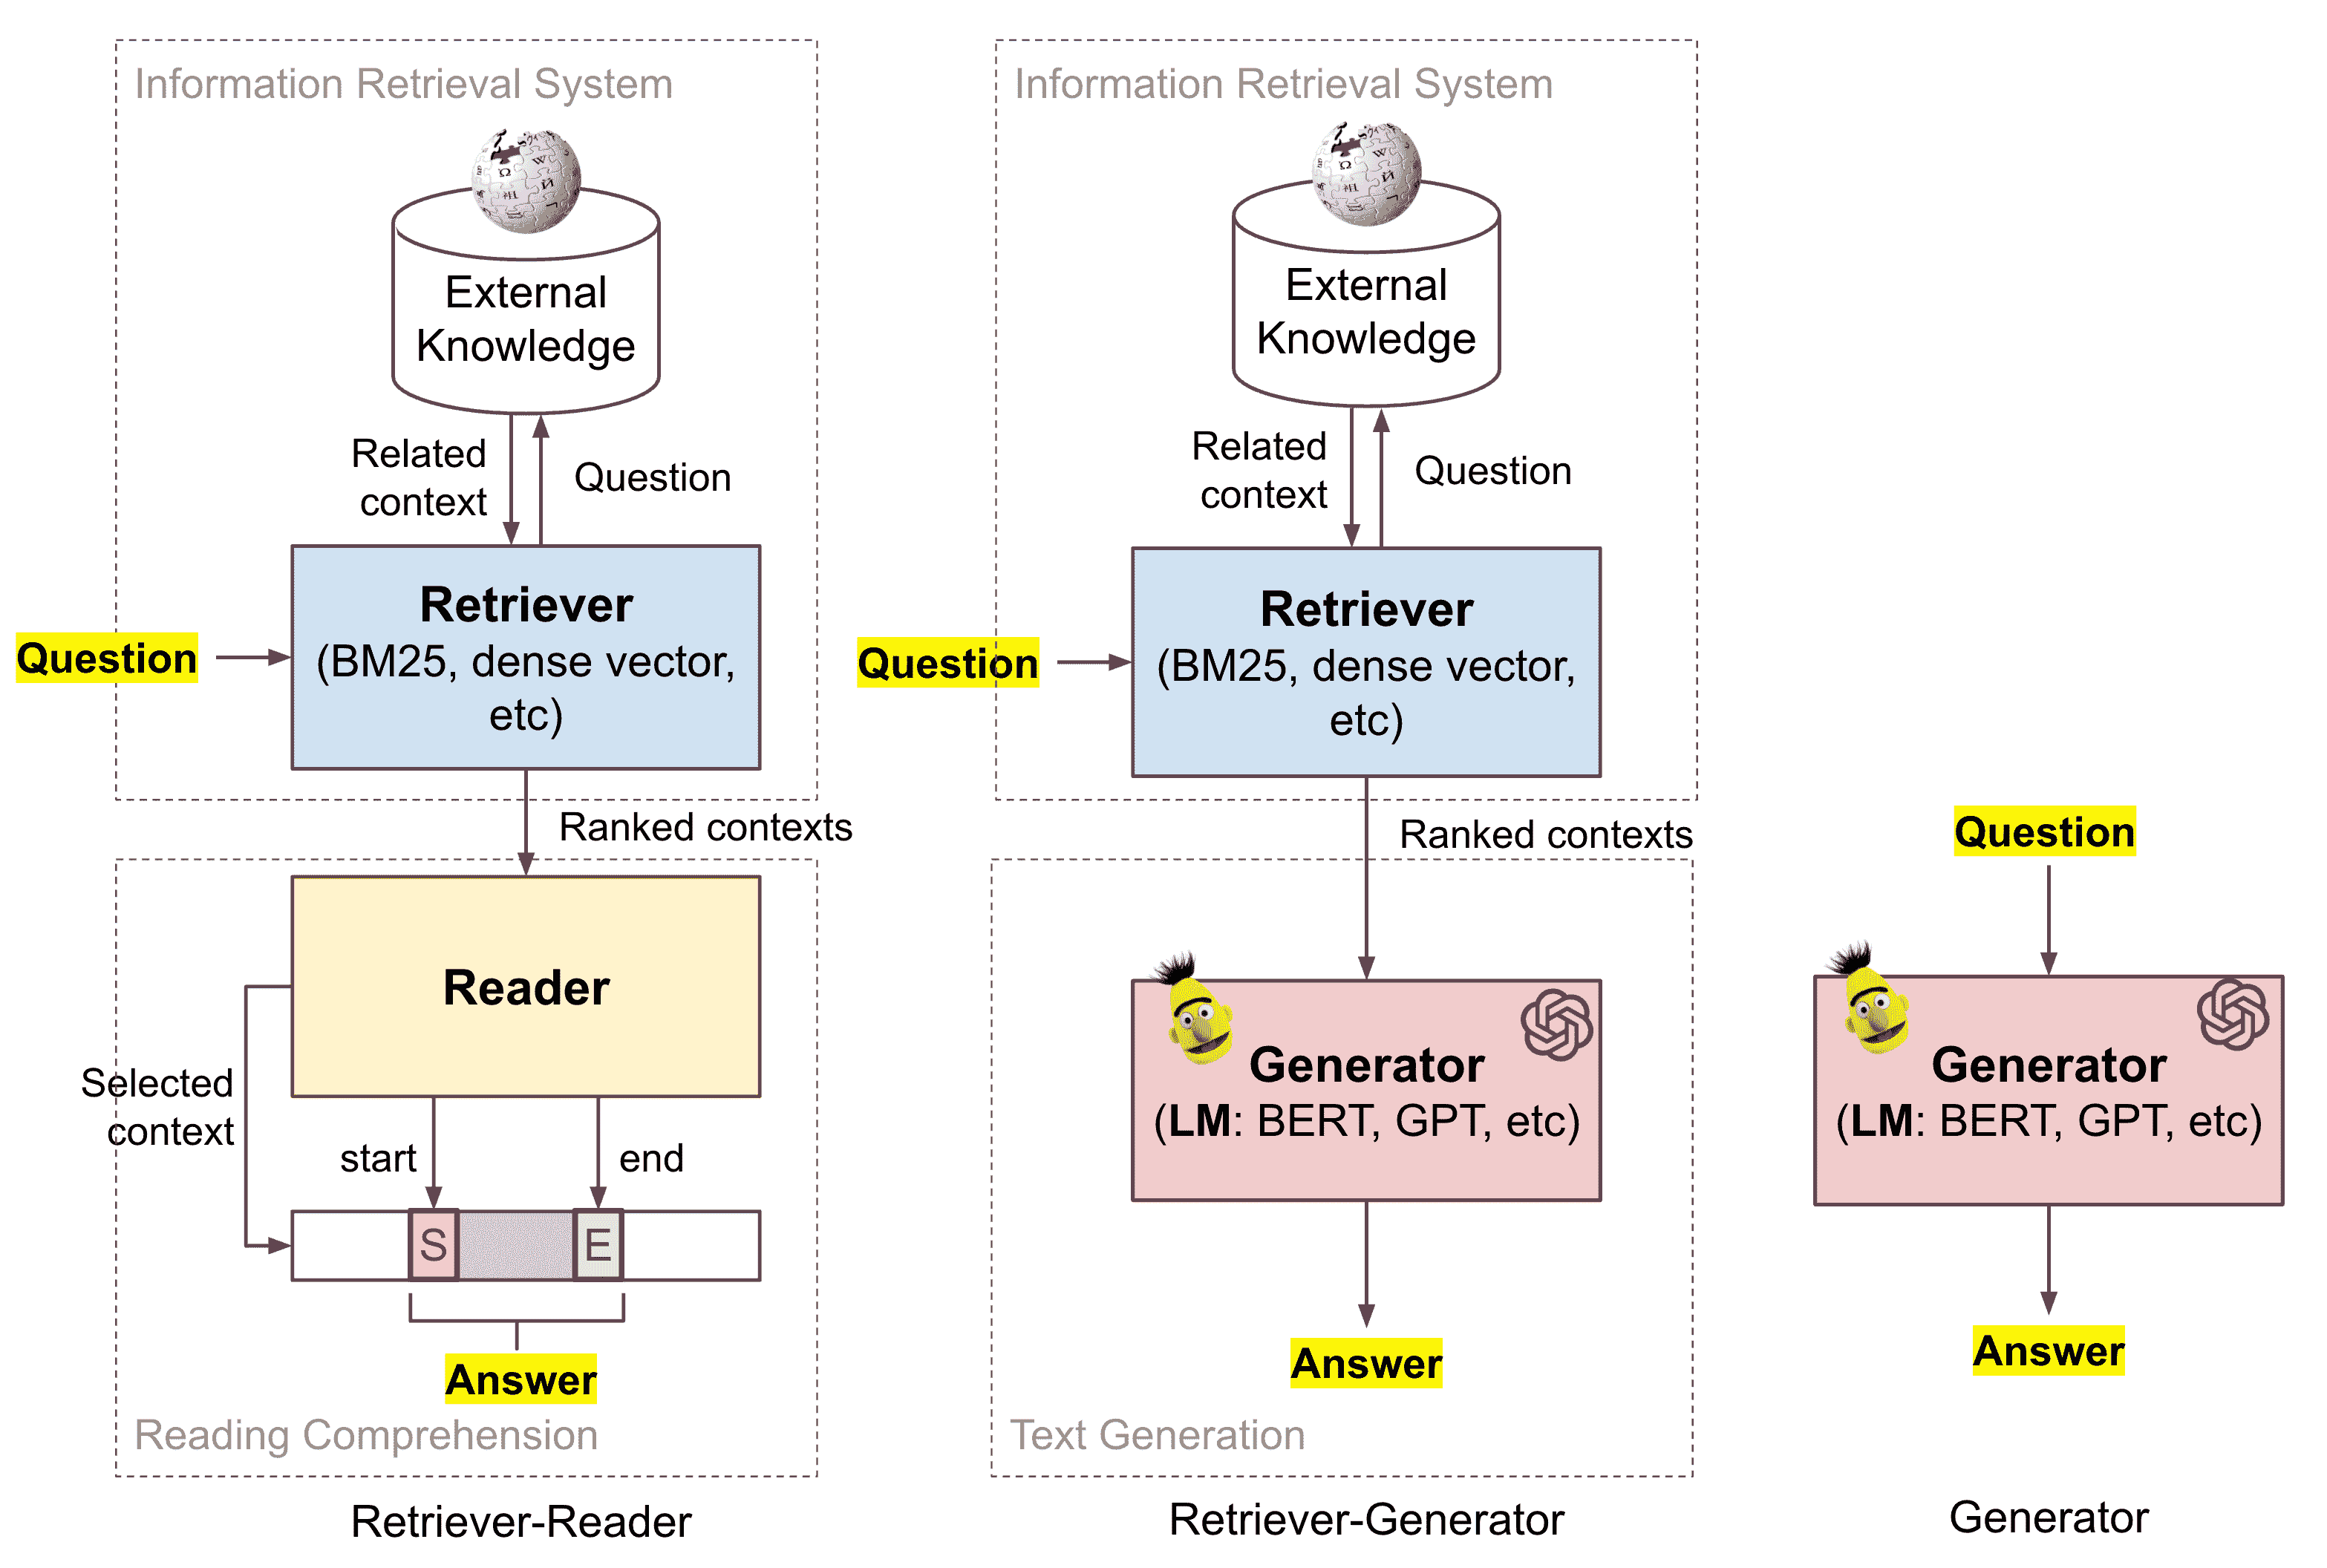 Information Retrieval System
External
Knowledge
Related
context
Question
Retriever
(BM25, dense vector,
etc)
Question
Ranked contexts
Reader
Selected
context
start
end
S
E
Answer
Reading Comprehension
Retriever-Reader
Information Retrieval System
External
Knowledge
Related
context
Question
Retriever
(BM25, dense vector,
etc)
Question
Ranked contexts
Generator
(LM: BERT, GPT, etc)
Answer
Text Generation
Retriever-Generator
Question
Generator
(LM: BERT, GPT, etc)
Answer
Generator